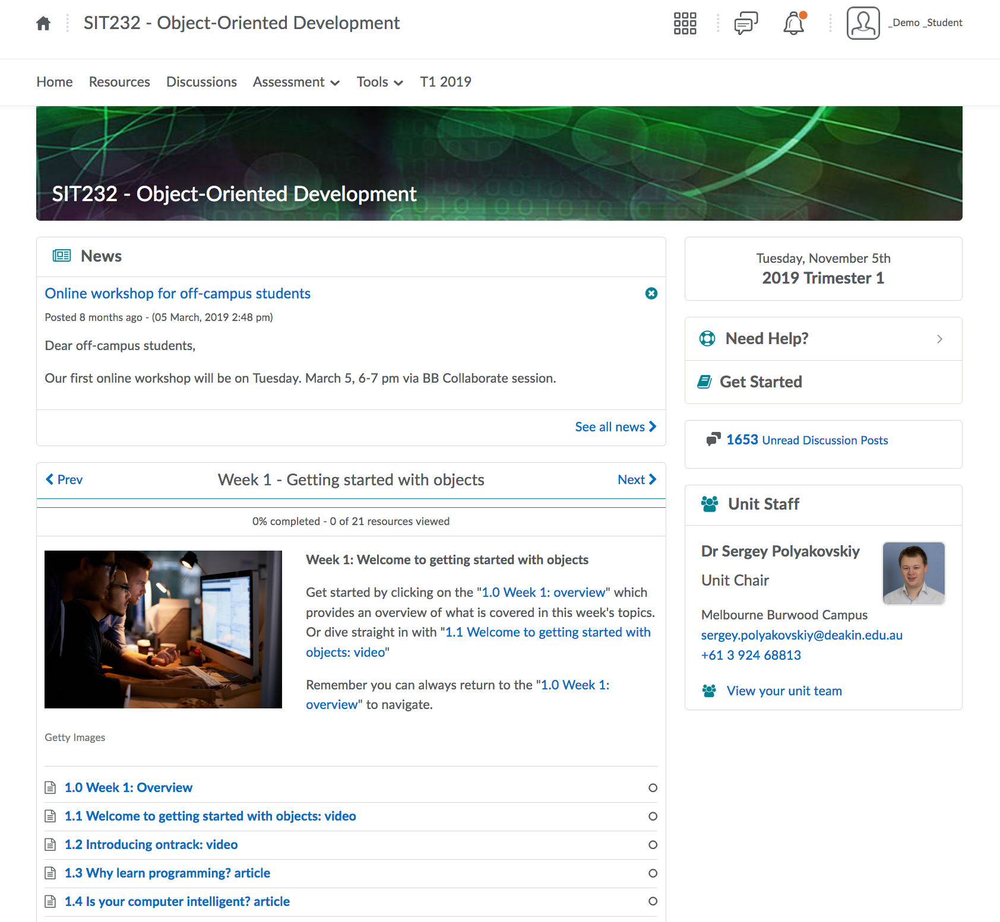 SIT232 - Object-Oriented Development
_Demo _Student
Home
Resources
Discussions
Assessment
Tools
T1 2019
SIT232 - Object-Oriented Development
News
Online workshop for off-campus students
Posted 8 months ago - (05 March, 2019 2:48 pm)
Dear off-campus students,
Our first online workshop will be on Tuesday. March 5, 6-7 pm via BB Collaborate session.
See all news
Prev
Week 1 - Getting started with objects
Next
0% completed - 0 of 21 resources viewed
Week 1: Welcome to getting started with objects
Get started by clicking on the "1.0 Week 1: overview" which
provides an overview of what is covered in this week's topics.
Or dive straight in with "1.1 Welcome to getting started with
objects: video"
Remember you can always return to the "1.0 Week 1:
overview" to navigate.
Getty Images
1.0 Week 1: Overview
1.1 Welcome to getting started with objects: video
1.2 Introducing ontrack: video
1.3 Why learn programming? article
1.4 Is your computer intelligent? article
Tuesday, November 5th
2019 Trimester 1
Need Help?
Get Started
1653 Unread Discussion Posts
Unit Staff
Dr Sergey Polyakovskiy
Unit Chair
Melbourne Burwood Campus
sergey.polyakovskiy@deakin.edu.au
+61 3 924 68813
View your unit team